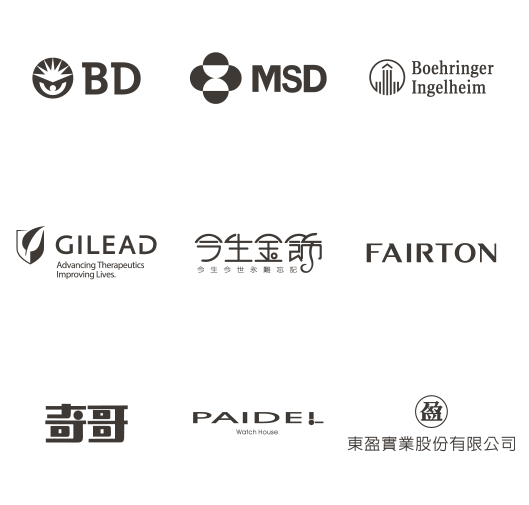 BD
MSD
Boehringer
Ingelheim
GILEAD
Advancing Therapeutics
Improving Lives.
今生金飾
今生今世永難忘記
FAIRTON
奇哥
PAIDEL
Watch House
盈
東盈實業股份有限公司